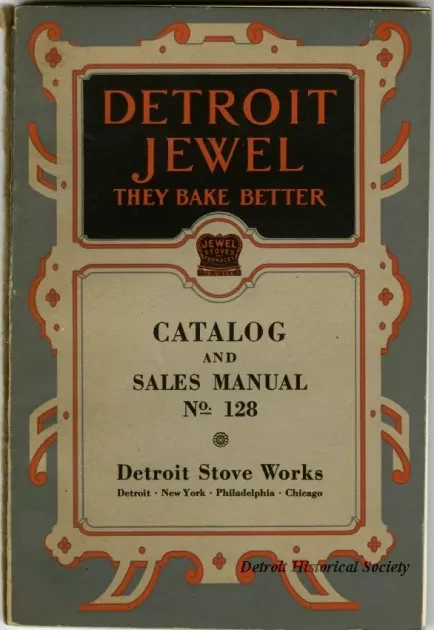 DETROIT
JEWEL
THEY BAKE BETTER
JEWEL
STOVES
FURNACES
CATALOG
AND
SALES MANUAL
No. 128
Detroit Stove Works
Detroit · New York · Philadelphia · Chicago
Detroit Historical Society